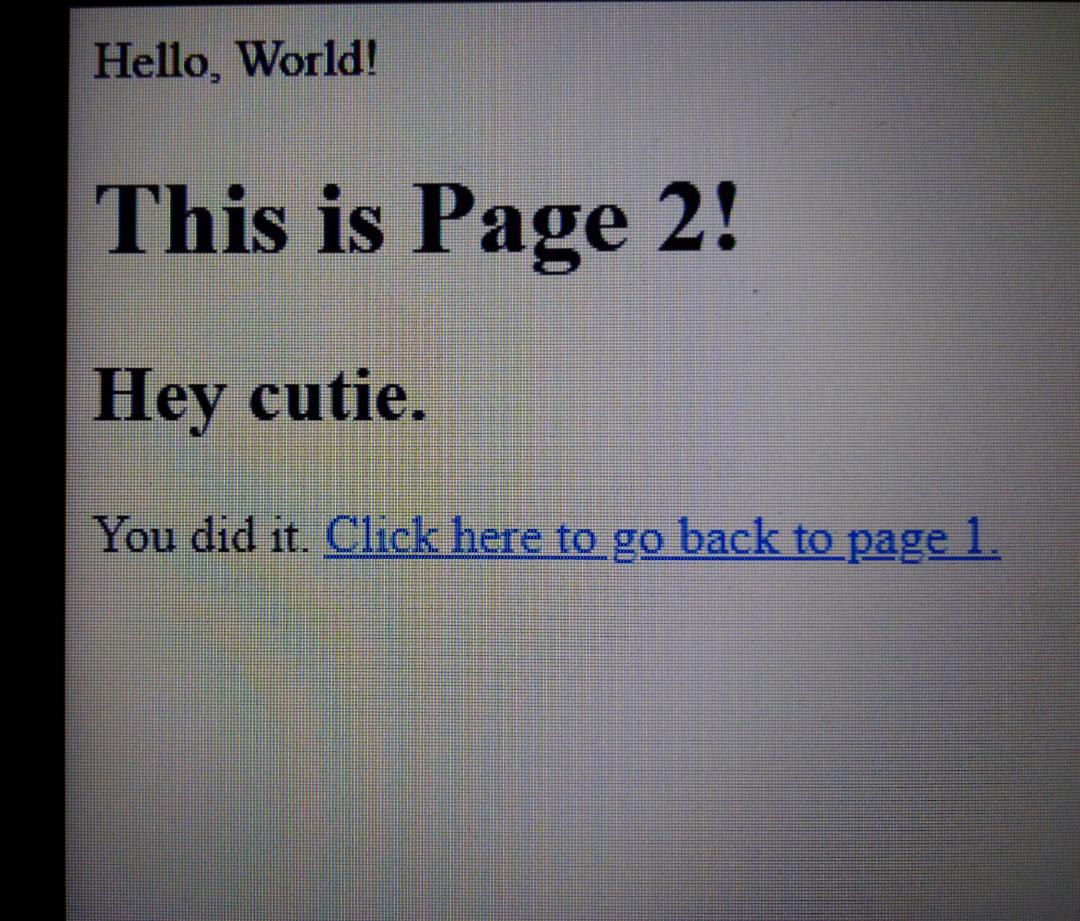 Hello, World!
This is Page 2!
Hey cutie.
You did it. Click here to go back to page 1.